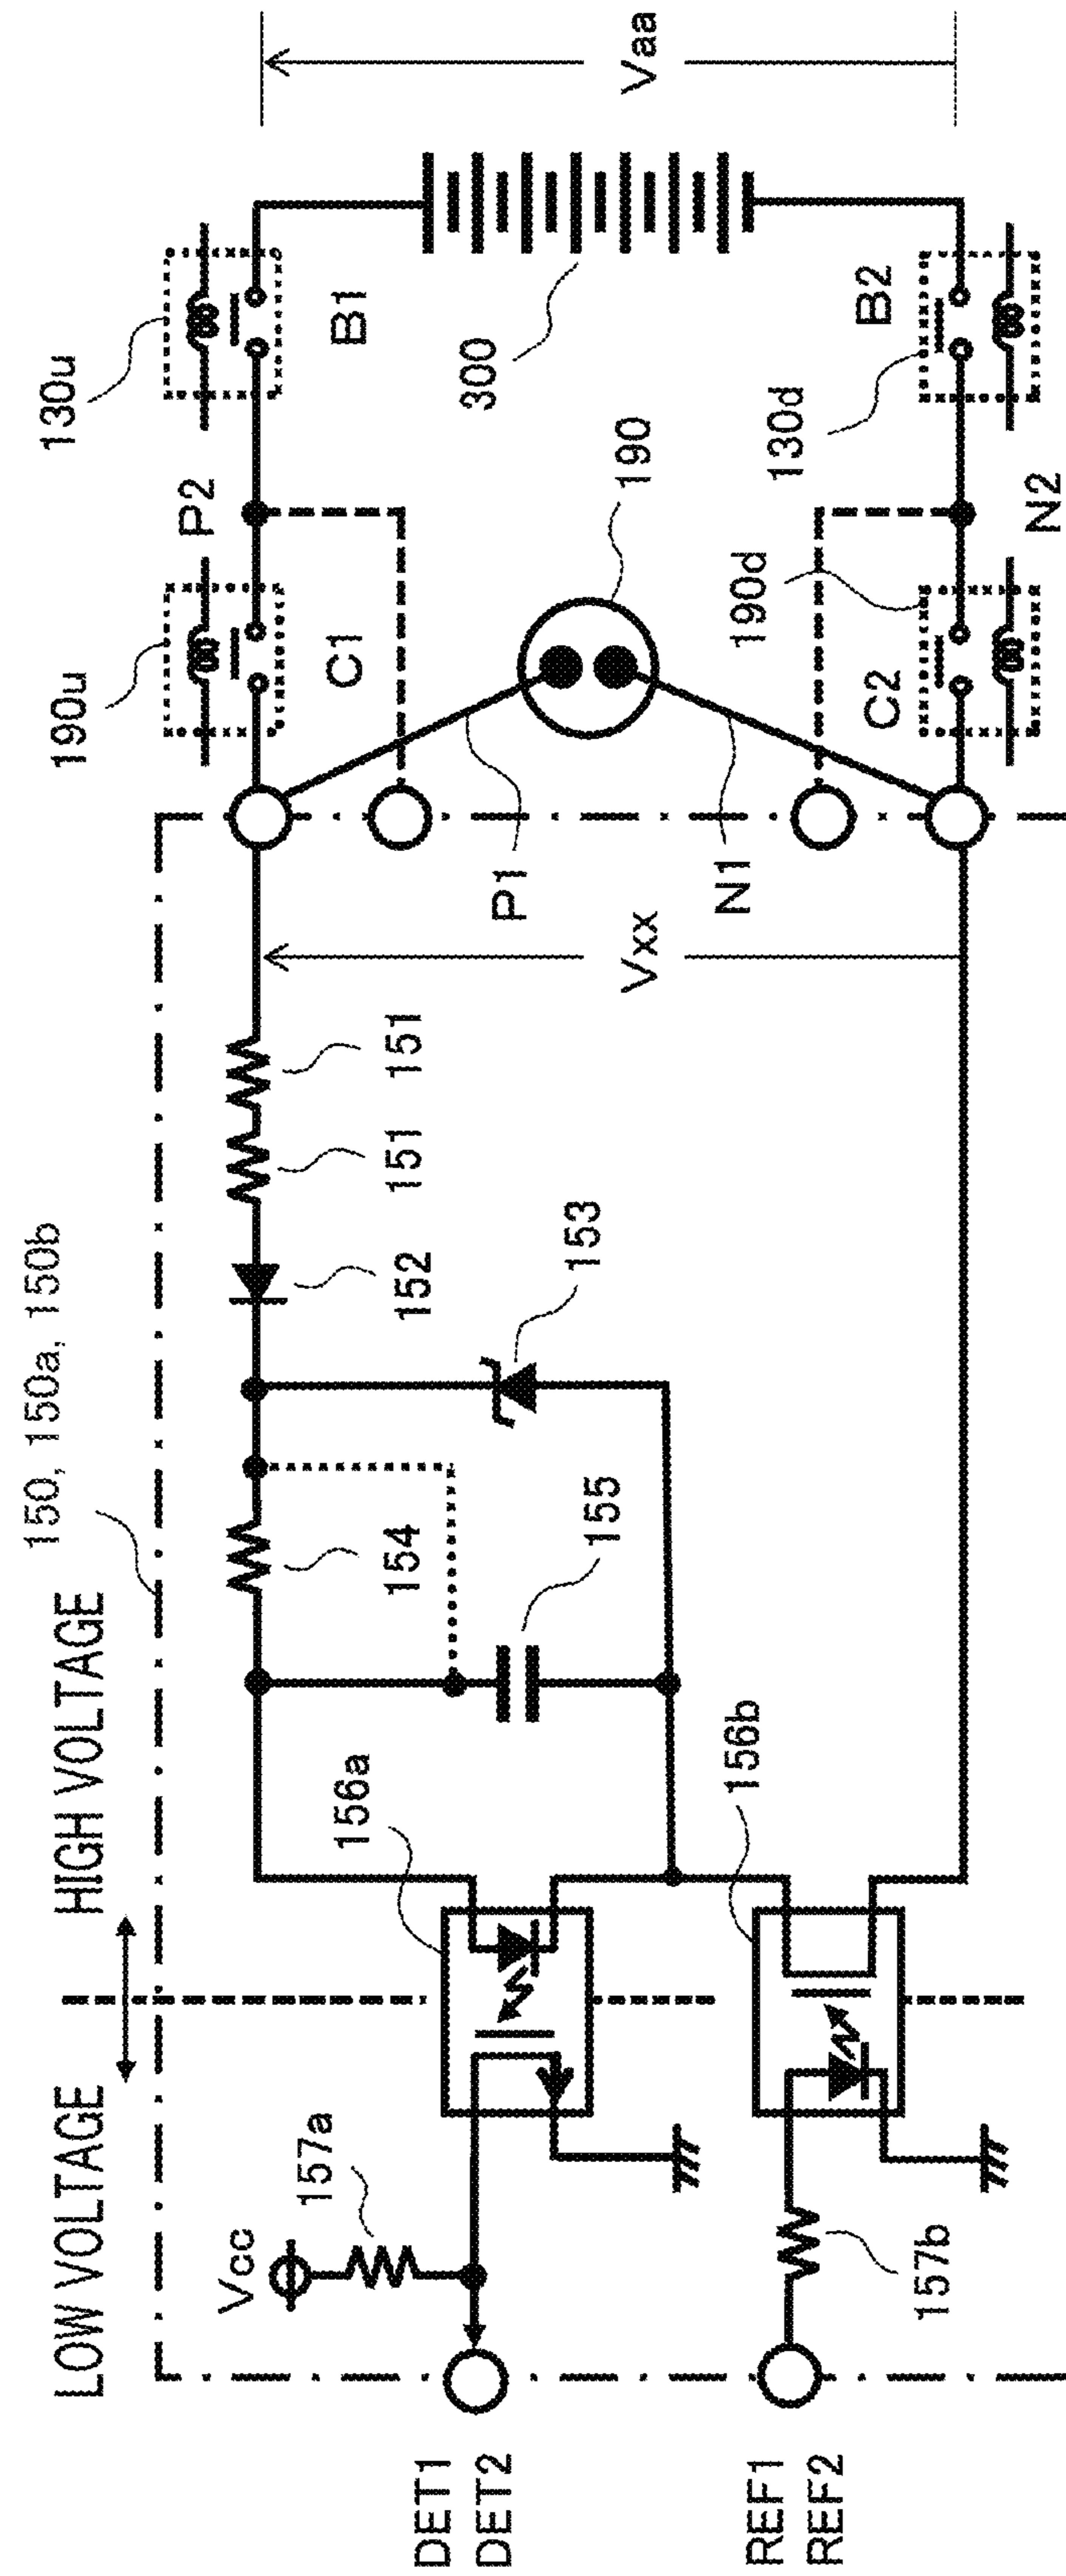 150, 150a, 150b
LOW VOLTAGE
HIGH VOLTAGE
190u
130u
P2
Vcc
157a
156a
154
155
152
153
151
151
C1
B1
DET1
DET2
P1
300
Vxx
190
Vaa
N1
190d
130d
156b
REF1
REF2
C2
B2
157b
N2